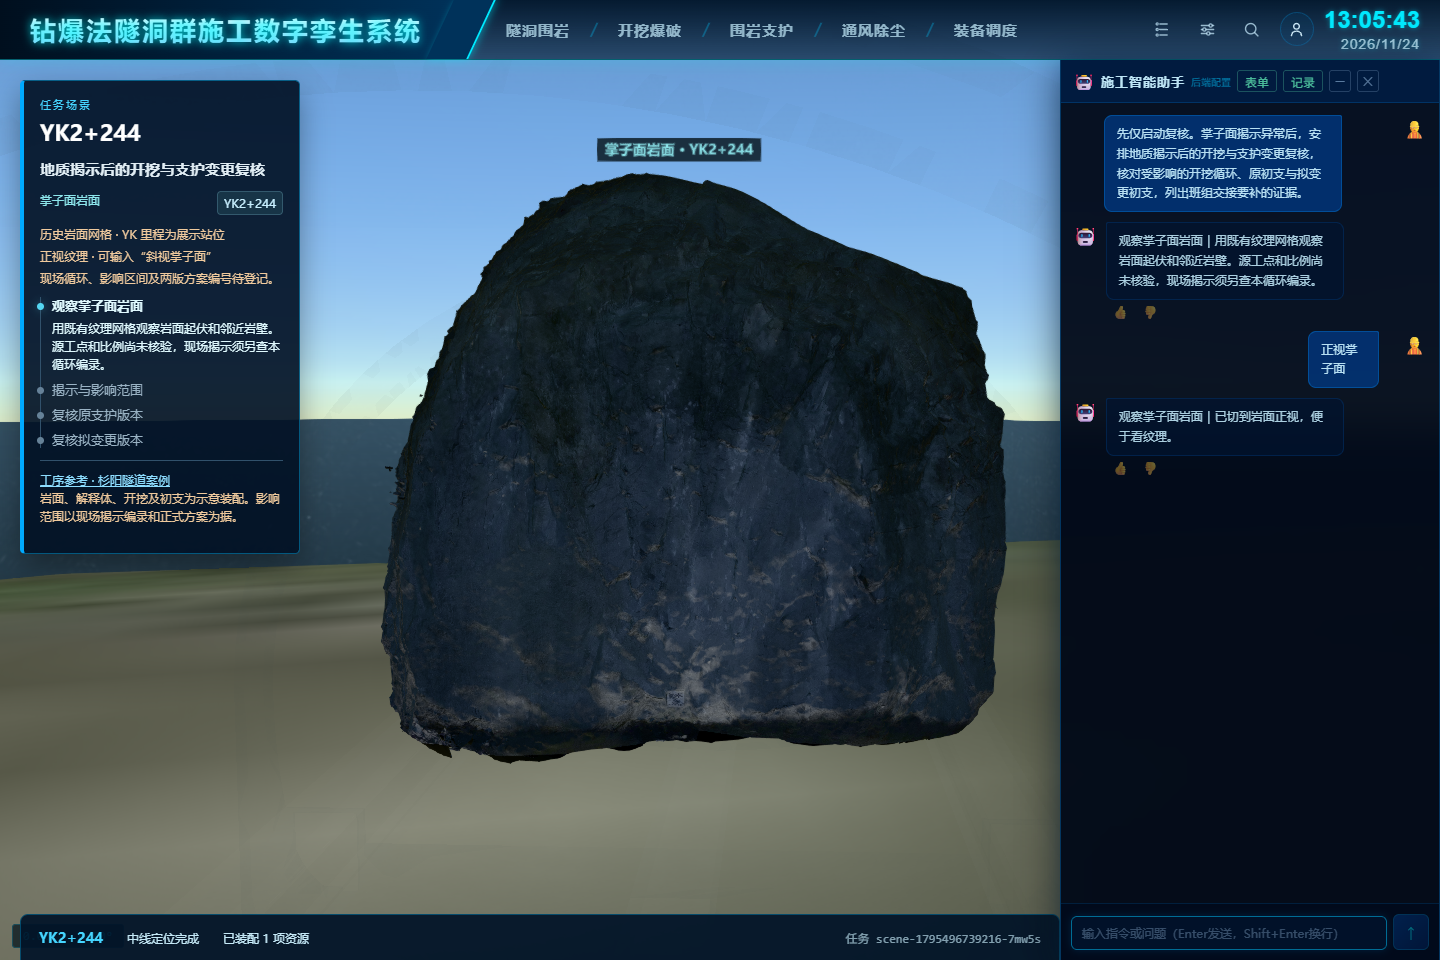 钻爆法隧洞群施工数字孪生系统
隧洞围岩 / 开挖爆破 / 围岩支护 / 通风除尘 / 装备调度
13:05:43
2026/11/24
任务场景
YK2+244
地质揭示后的开挖与支护变更复核
掌子面岩面
YK2+244
历史岩面网格 · YK 里程为展示站位
正视纹理 · 可输入“斜视掌子面”
现场循环、影响区间及两版方案编号待登记。
观察掌子面岩面
用既有纹理网格观察岩面起伏和邻近岩壁。
源工点和比例尚未核验，现场揭示须另查本
循环编录。
揭示与影响范围
复核原支护版本
复核拟变更版本
工序参考 · 杉阳隧道案例
岩面、解释体、开挖及初支为示意装配。影响
范围以现场揭示编录和正式方案为据。
掌子面岩面 · YK2+244
施工智能助手
后端配置
表单
记录
先仅启动复核。掌子面揭示异常后，安
排地质揭示后的开挖与支护变更复核，
核对受影响的开挖循环、原初支与拟变
更初支，列出班组交接要补的证据。
观察掌子面岩面 | 用既有纹理网格观察
岩面起伏和邻近岩壁。源工点和比例尚
未核验，现场揭示须另查本循环编录。
正视掌
子面
观察掌子面岩面 | 已切到岩面正视，便
于看纹理。
输入指令或问题（Enter发送，Shift+Enter换行）
YK2+244
中线定位完成
已装配 1 项资源
任务 scene-1795496739216-7mw5s